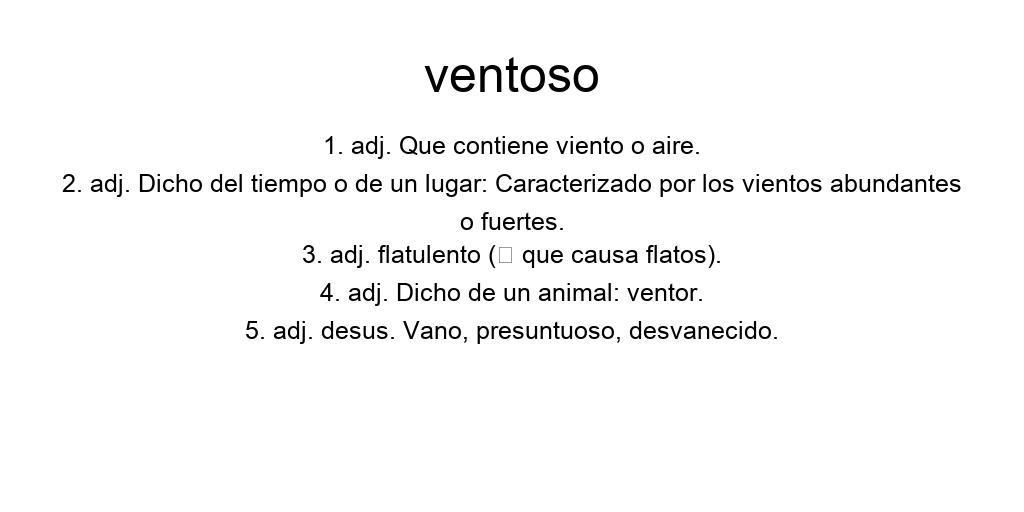 ventoso
1. adj. Que contiene viento o aire.
2. adj. Dicho del tiempo o de un lugar: Caracterizado por los vientos abundantes
o fuertes.
3. adj. flatulento (▯ que causa flatos).
4. adj. Dicho de un animal: ventor.
5. adj. desus. Vano, presuntuoso, desvanecido.